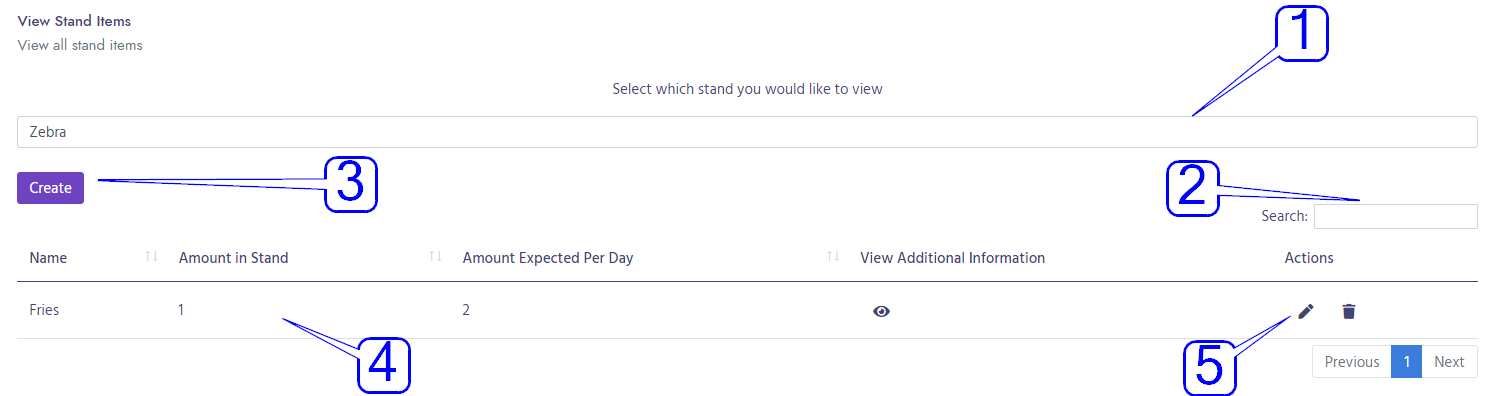 View Stand Items
View all stand items
1
Select which stand you would like to view
Zebra
Create
3
2
Search:
Name Amount in Stand Amount Expected Per Day View Additional Information Actions
Fries 1 2
4
5
Previous 1 Next